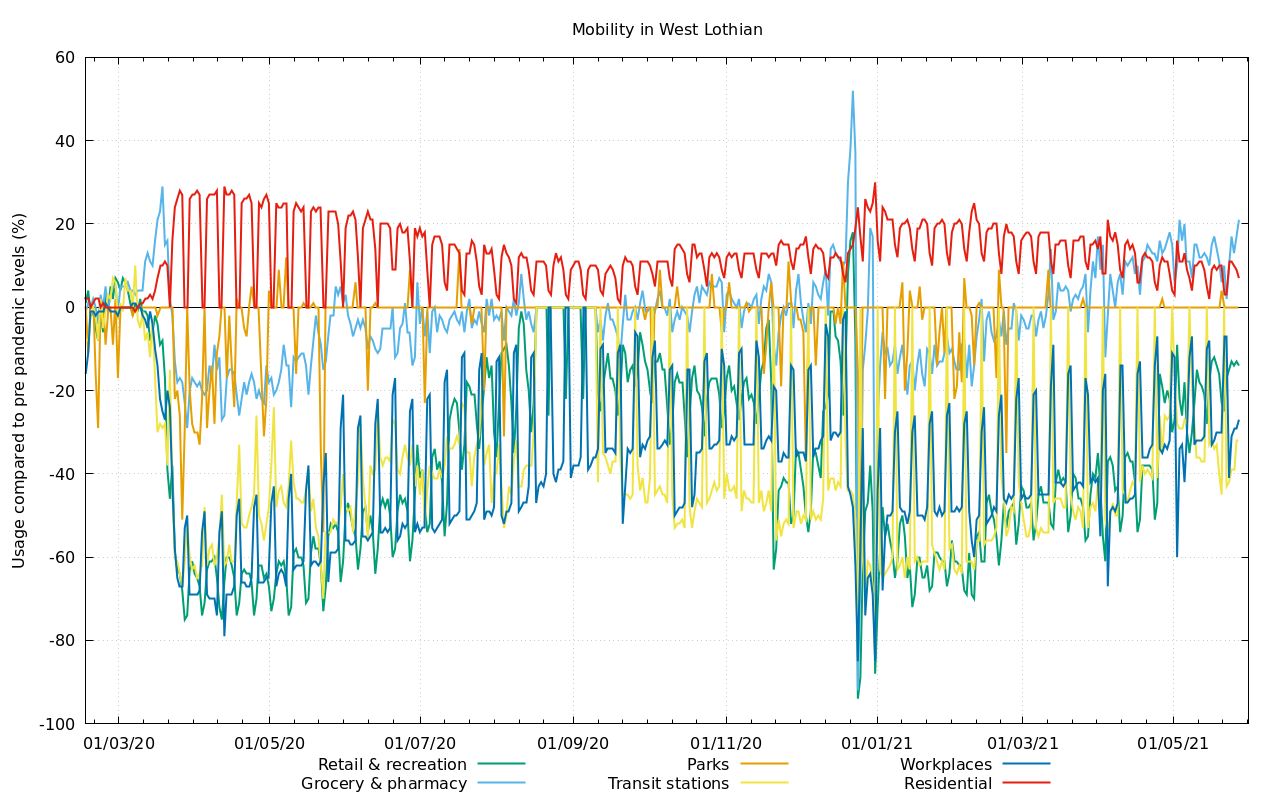 Mobility in West Lothian
Usage compared to pre pandemic levels (%)
60
40
20
0
-20
-40
-60
-80
-100
01/03/20 01/05/20 01/07/20 01/09/20 01/11/20 01/01/21 01/03/21 01/05/21
Retail & recreation Parks Workplaces
Grocery & pharmacy Transit stations Residential